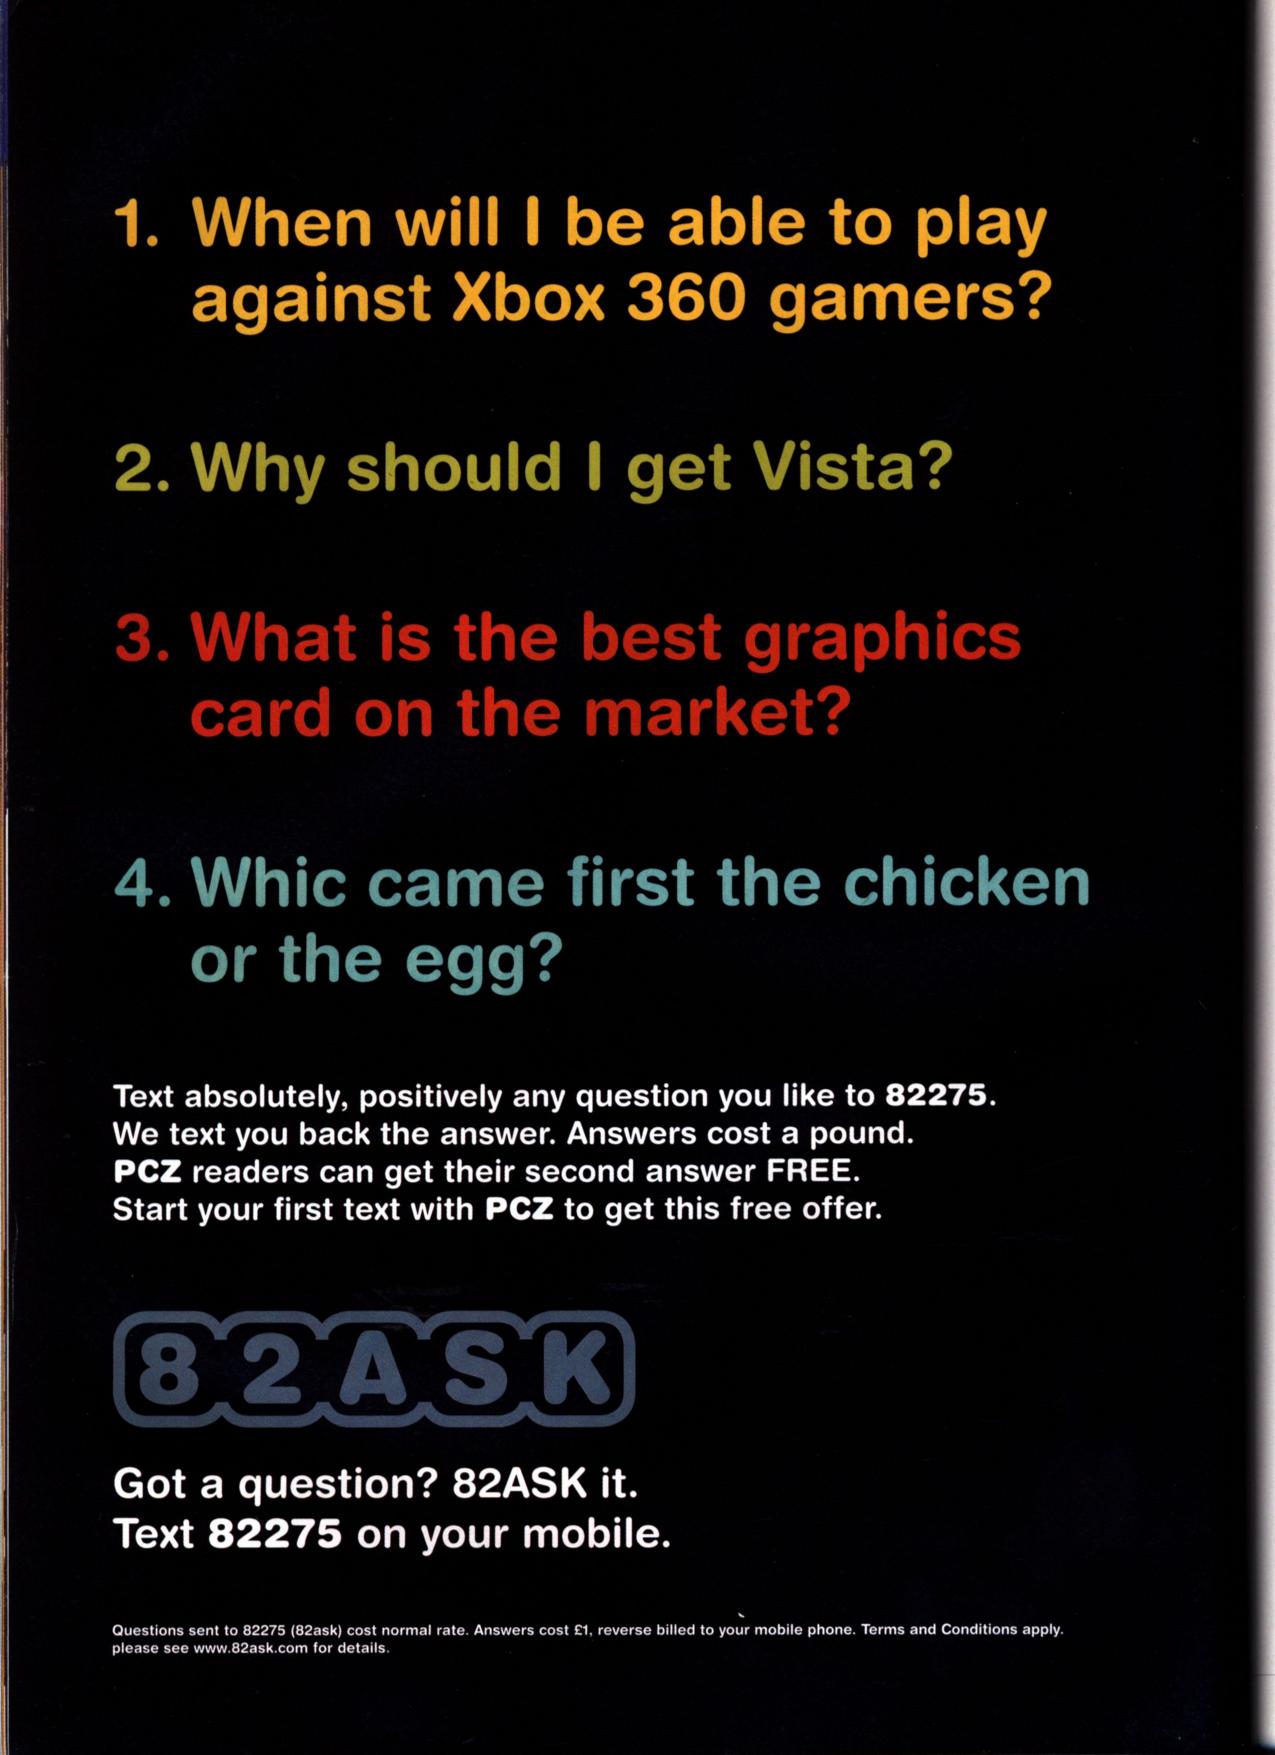 1. When will I be able to play
against Xbox 360 gamers?
2. Why should I get Vista?
3. What is the best graphics
card on the market?
4. Whic came first the chicken
or the egg?
Text absolutely, positively any question you like to 82275.
We text you back the answer. Answers cost a pound.
PCZ readers can get their second answer FREE.
Start your first text with PCZ to get this free offer.
82ASK
Got a question? 82ASK it.
Text 82275 on your mobile.
Questions sent to 82275 (82ask) cost normal rate. Answers cost £1, reverse billed to your mobile phone. Terms and Conditions apply.
please see www.82ask.com for details.